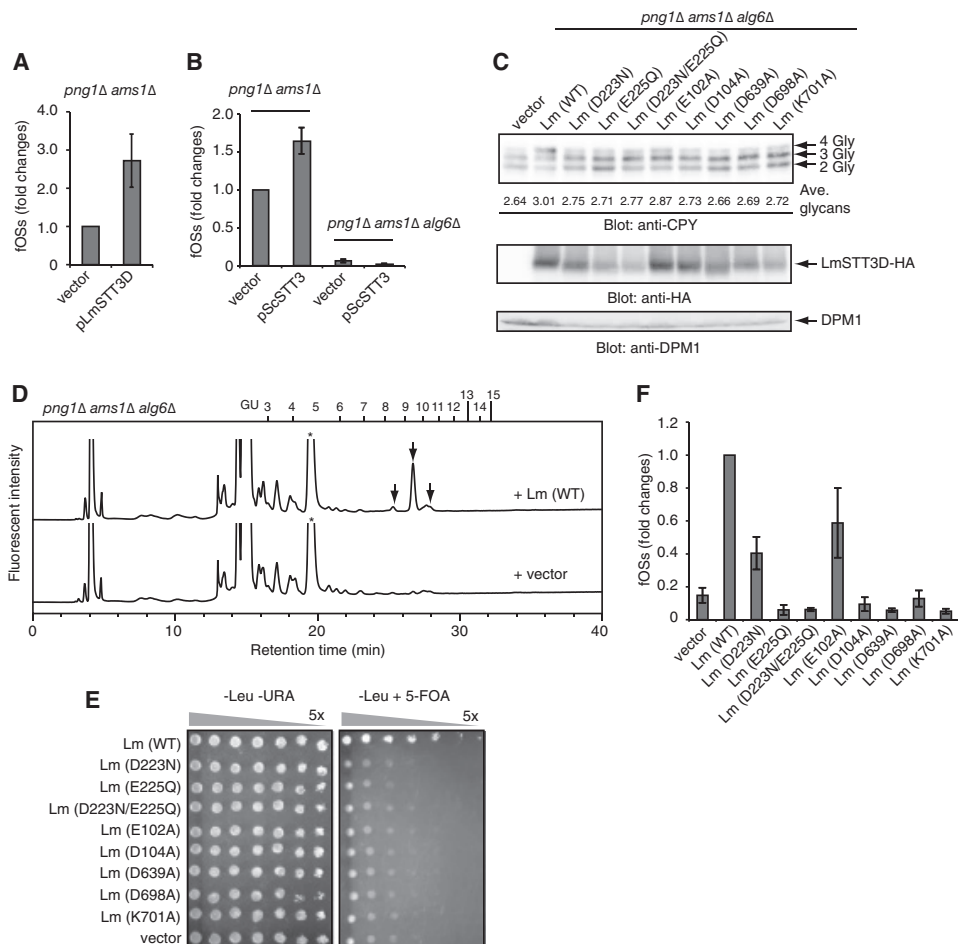 A
png1Δ ams1Δ
fOSs (fold changes)
4.0
3.0
2.0
1.0
0
vector
pLmSTT3D
B
png1Δ ams1Δ
fOSs (fold changes)
2.0
1.5
1.0
0.5
0
png1Δ ams1Δ alg6Δ
vector
pScSTT3
vector
pScSTT3
C
png1Δ ams1Δ alg6Δ
vector
Lm (WT)
Lm (D223N)
Lm (E225Q)
Lm (D223N/E225Q)
Lm (E102A)
Lm (D104A)
Lm (D639A)
Lm (D698A)
Lm (K701A)
4 Gly
3 Gly
2 Gly
2.64 3.01 2.75 2.71 2.77 2.87 2.73 2.66 2.69 2.72
Ave. glycans
Blot: anti-CPY
LmSTT3D-HA
Blot: anti-HA
DPM1
Blot: anti-DPM1
D
png1Δ ams1Δ alg6Δ
GU 3 4 5 6 7 8 9 10 11 12 13 14 15
Fluorescent intensity
*
+ Lm (WT)
*
+ vector
0 10 20 30 40
Retention time (min)
E
-Leu -URA
5x
-Leu + 5-FOA
5x
Lm (WT)
Lm (D223N)
Lm (E225Q)
Lm (D223N/E225Q)
Lm (E102A)
Lm (D104A)
Lm (D639A)
Lm (D698A)
Lm (K701A)
vector
F
fOSs (fold changes)
1.2
1.0
0.8
0.6
0.4
0.2
0
vector
Lm (WT)
Lm (D223N)
Lm (E225Q)
Lm (D223N/E225Q)
Lm (E102A)
Lm (D104A)
Lm (D639A)
Lm (D698A)
Lm (K701A)